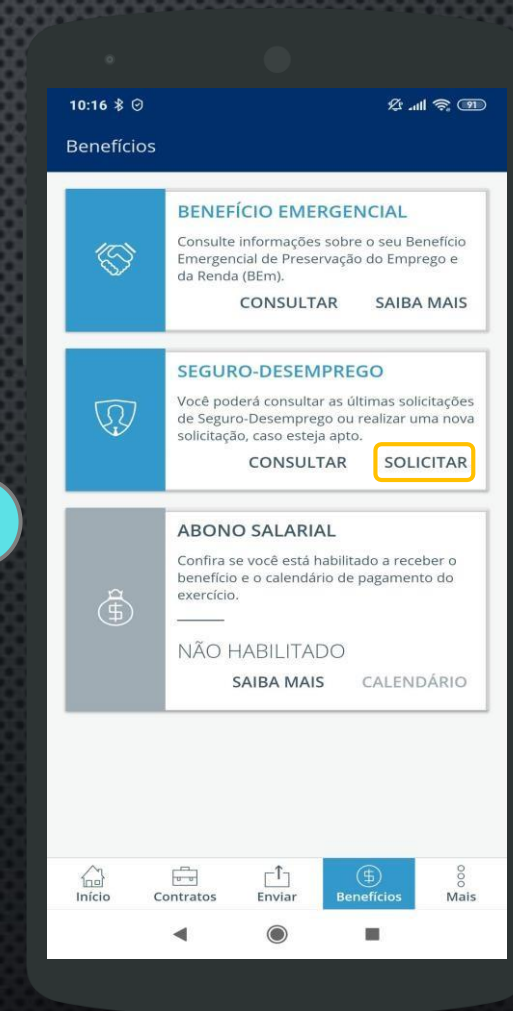 10:16
91
Benefícios
BENEFÍCIO EMERGENCIAL
Consulte informações sobre o seu Benefício
Emergencial de Preservação do Emprego e
da Renda (BEm).
CONSULTAR SAIBA MAIS
SEGURO-DESEMPREGO
Você poderá consultar as últimas solicitações
de Seguro-Desemprego ou realizar uma nova
solicitação, caso esteja apto.
CONSULTAR SOLICITAR
ABONO SALARIAL
Confira se você está habilitado a receber o
benefício e o calendário de pagamento do
exercício.
NÃO HABILITADO
SAIBA MAIS CALENDÁRIO
Início Contratos Enviar Benefícios Mais